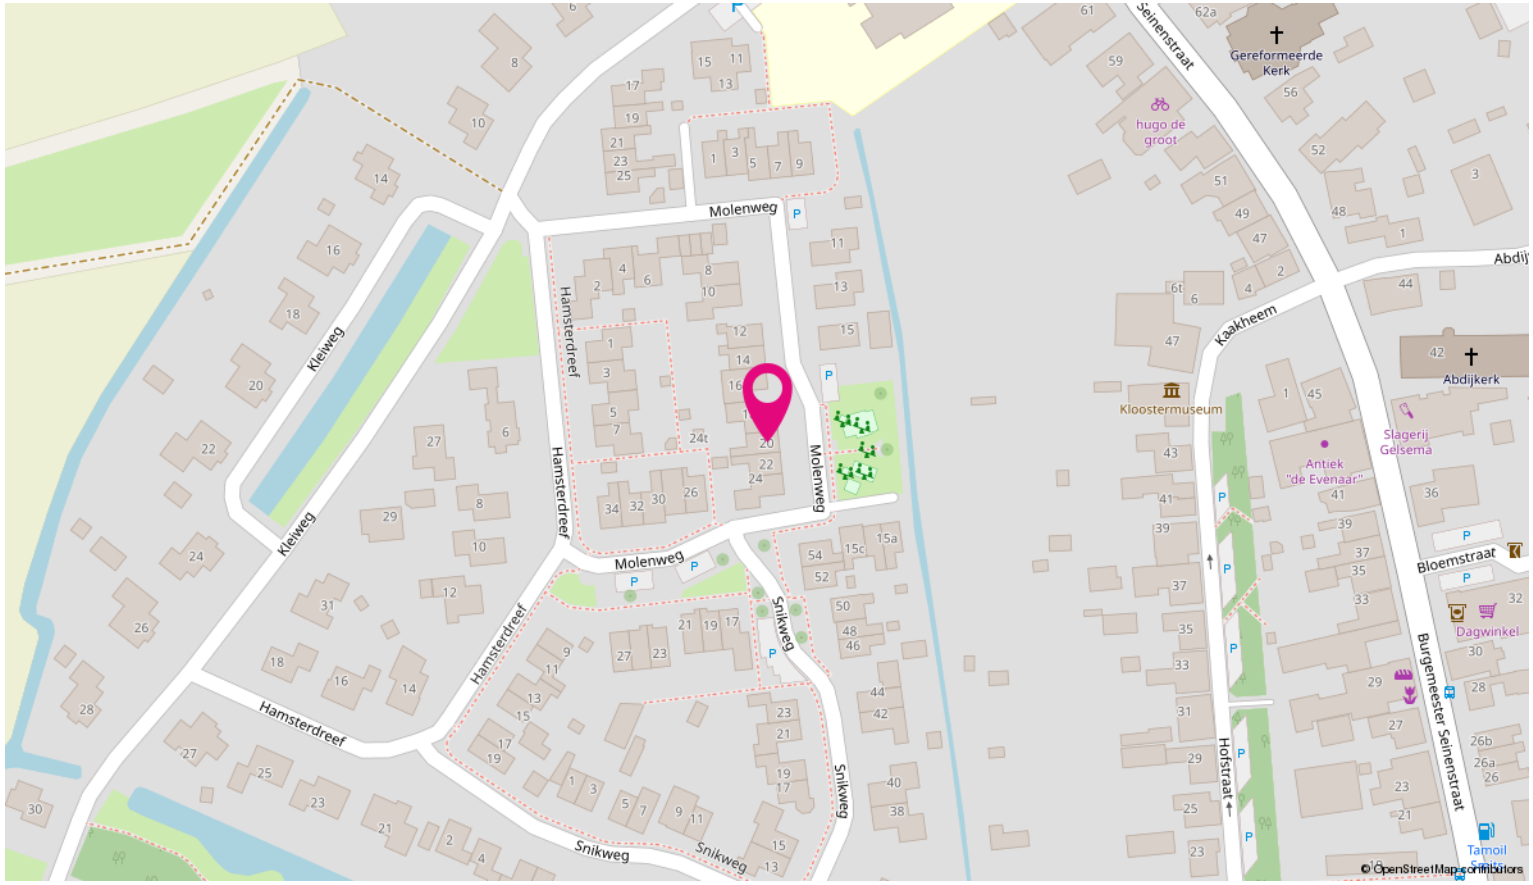 P
6
61
62a
Seinenstraat
Gereformeerde
Kerk
8
15
11
13
59
17
56
10
19
hugo de
groot
21
23
25
1
3
5
7
9
52
14
51
3
Molenweg
P
49
48
16
11
47
1
4
6
8
2
Abdij
2
10
13
6t
6
4
44
18
Hamsterdreef
Kaakheem
12
15
Kleiweg
1
47
42
14
3
P
Abdijkerk
20
16
Kloostermuseum
1
45
5
Slagerij
Gelsema
27
6
7
24t
20
22
43
Antiek
"de Evenaar"
22
24
Hamsterdreef
Molenweg
8
34
32
30
26
41
P
41
36
29
39
39
P
Kleiweg
10
54
15c
15a
37
Bloemstraat
24
Molenweg
P
P
52
37
P
35
P
12
33
32
31
50
26
21
19
17
Snikweg
48
46
35
Dagwinkel
Hamsterdreef
9
27
23
P
P
30
18
11
33
16
14
13
44
29
28
28
15
23
42
31
27
Burgemeester Seinenstraat
Hamsterdreef
21
17
26b
27
19
P
29
26a
25
19
26
1
3
17
Snikweg
40
Hofstraat
23
23
30
5
7
9
11
38
25
21
21
2
P
Tamoil
Smits
4
Snikweg
Snikweg
15
13
23
19
© OpenStreetMap contributors